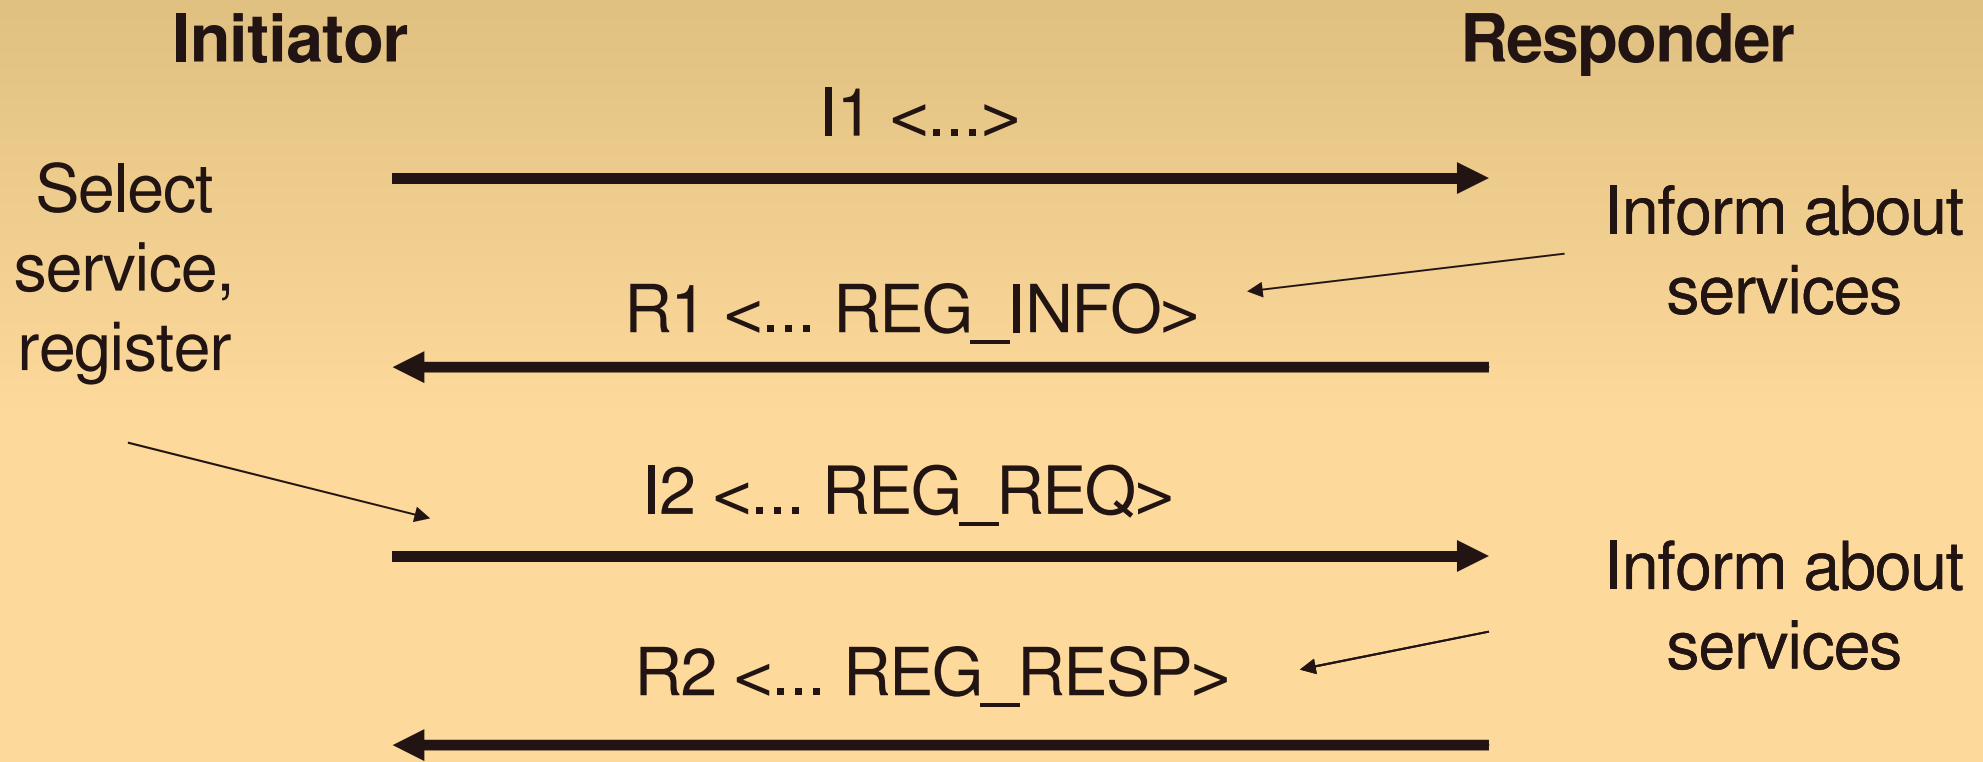 Initiator
Responder
I1 <...>
Select
service,
register
Inform about
services
R1 <... REG_INFO>
I2 <... REG_REQ>
Inform about
services
R2 <... REG_RESP>